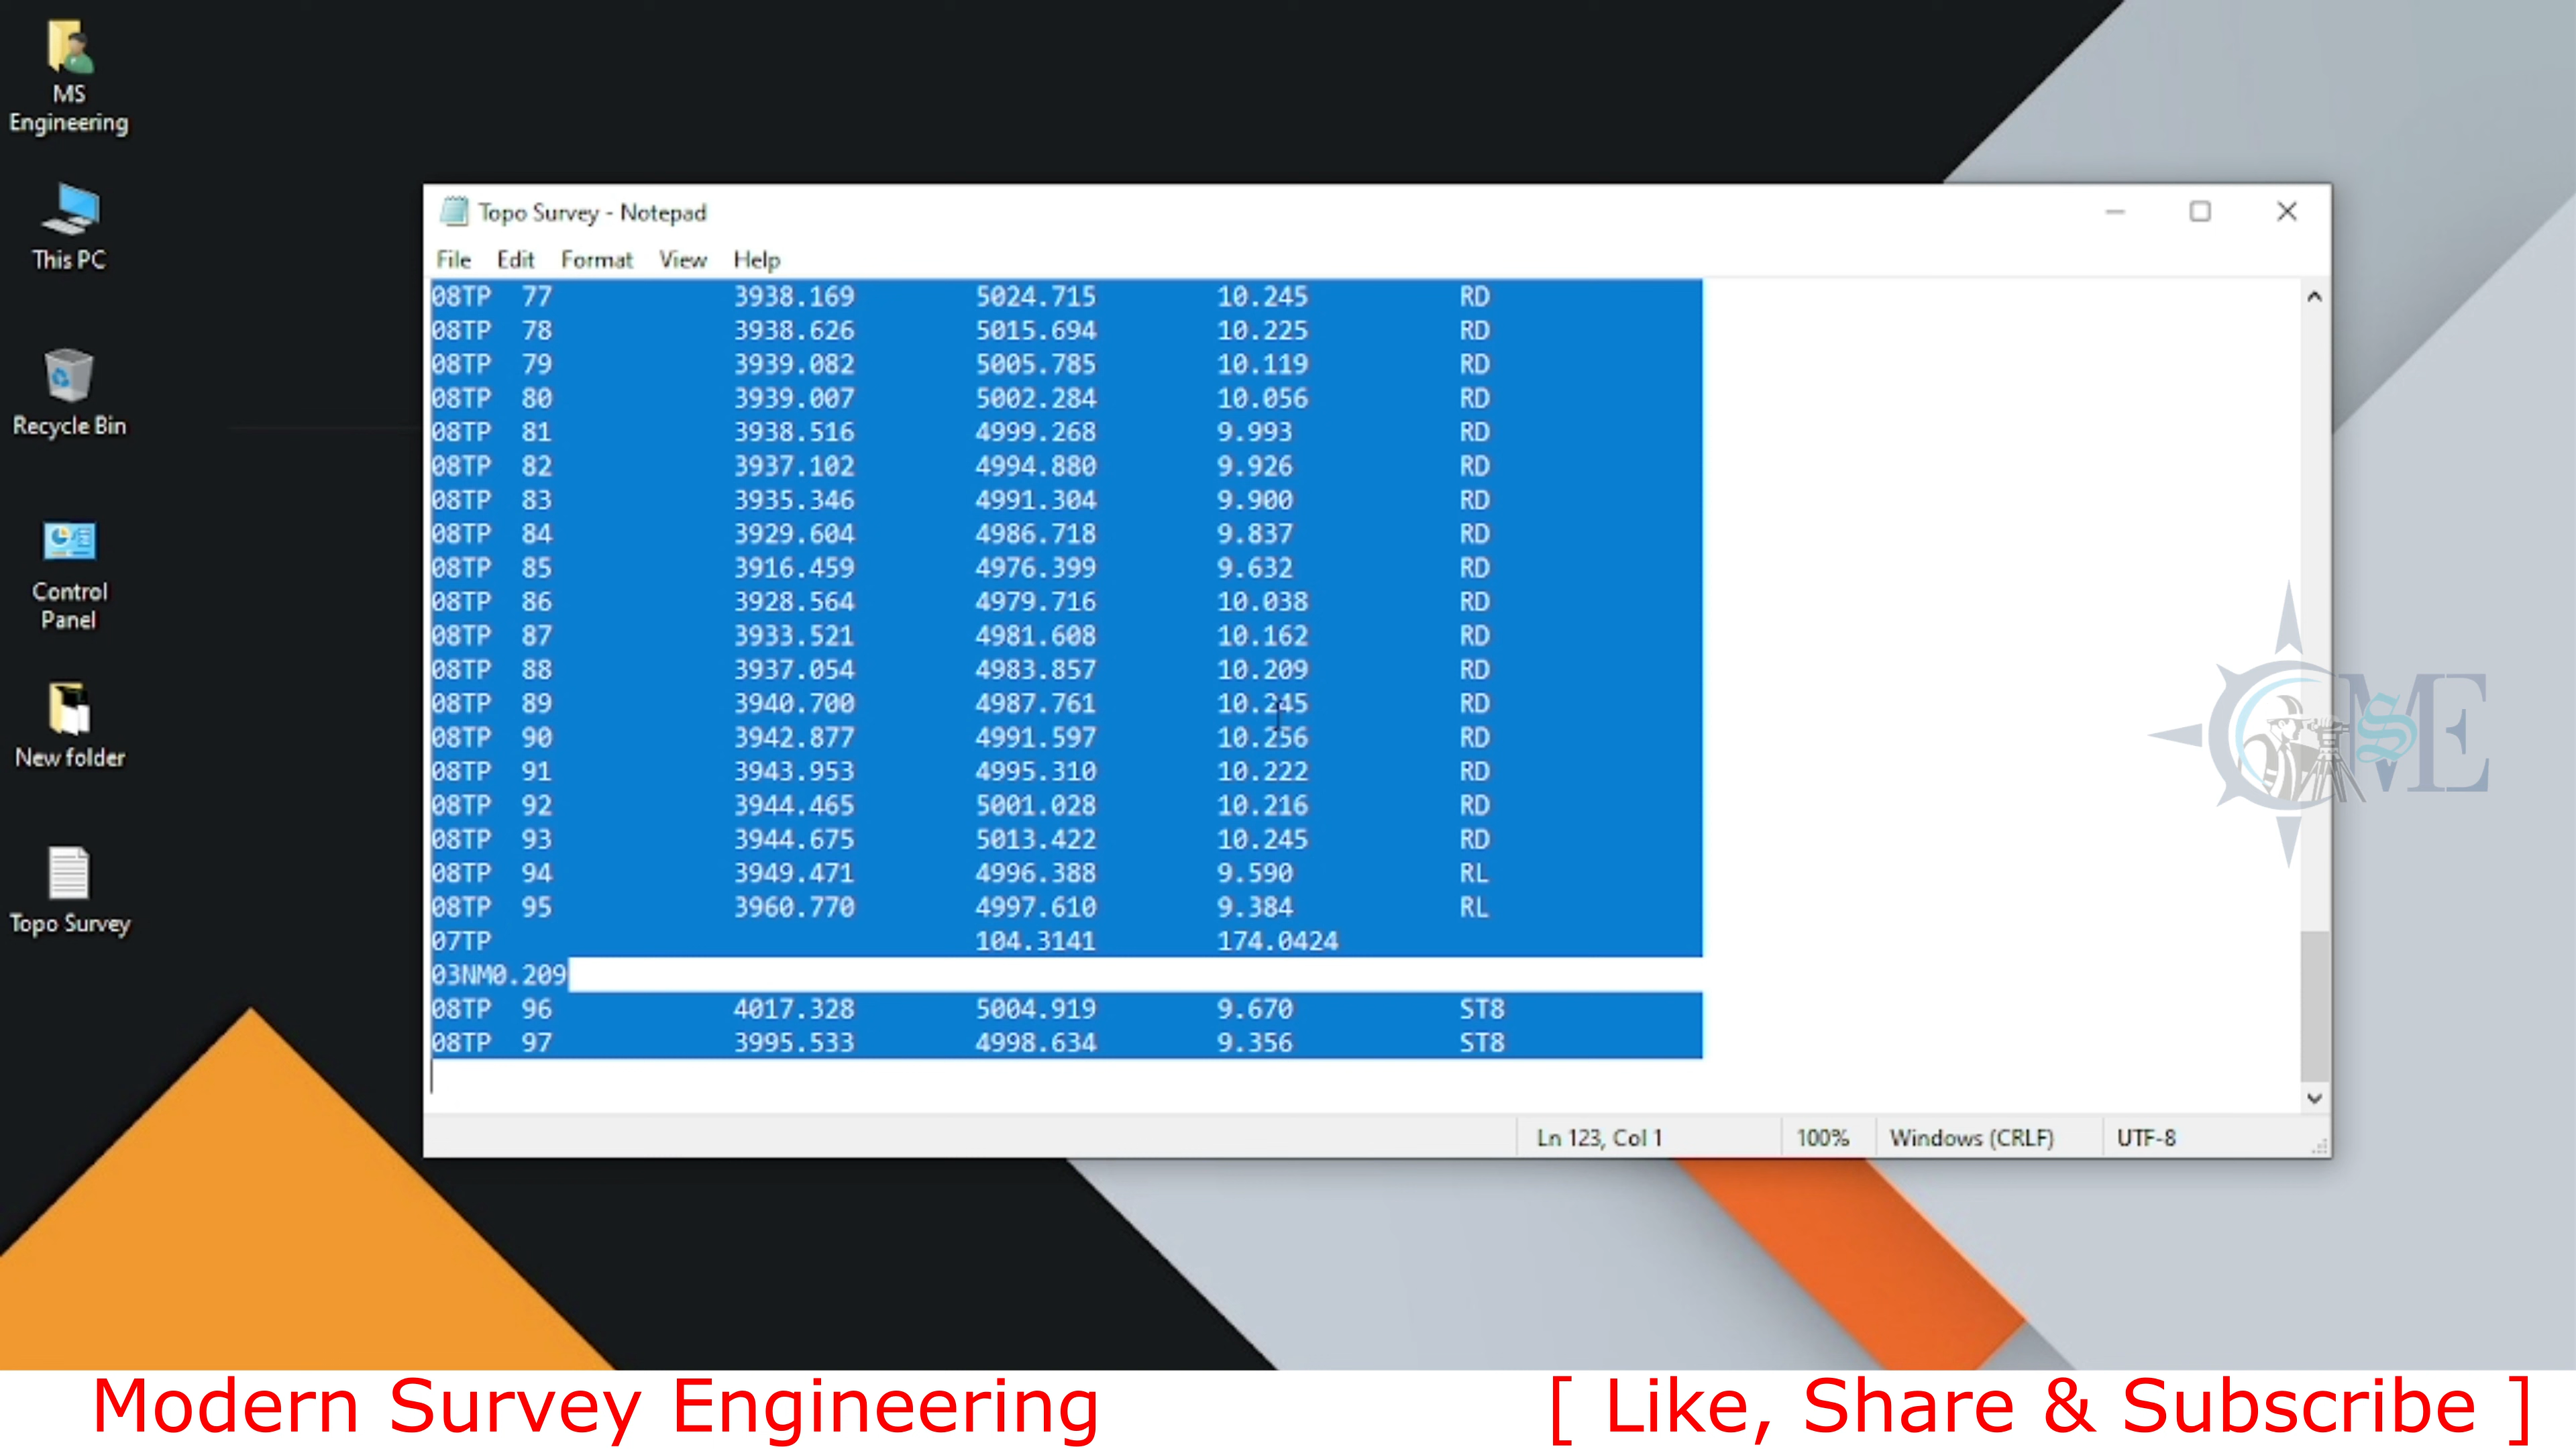 MS
Engineering
This PC
Recycle Bin
Control
Panel
New folder
Topo Survey
Topo Survey - Notepad
File Edit Format View Help
08TP 77 3938.169 5024.715 10.245 RD
08TP 78 3938.626 5015.694 10.225 RD
08TP 79 3939.082 5005.785 10.119 RD
08TP 80 3939.007 5002.284 10.056 RD
08TP 81 3938.516 4999.268 9.993 RD
08TP 82 3937.102 4994.880 9.926 RD
08TP 83 3935.346 4991.304 9.900 RD
08TP 84 3929.604 4986.718 9.837 RD
08TP 85 3916.459 4976.399 9.632 RD
08TP 86 3928.564 4979.716 10.038 RD
08TP 87 3933.521 4981.608 10.162 RD
08TP 88 3937.054 4983.857 10.209 RD
08TP 89 3940.700 4987.761 10.245 RD
08TP 90 3942.877 4991.597 10.256 RD
08TP 91 3943.953 4995.310 10.222 RD
08TP 92 3944.465 5001.028 10.216 RD
08TP 93 3944.675 5013.422 10.245 RD
08TP 94 3949.471 4996.388 9.590 RL
08TP 95 3960.770 4997.610 9.384 RL
07TP 104.3141 174.0424
03NM0.209
08TP 96 4017.328 5004.919 9.670 ST8
08TP 97 3995.533 4998.634 9.356 ST8
Ln 123, Col 1 100% Windows (CRLF) UTF-8
MSE
Modern Survey Engineering [ Like, Share & Subscribe ]